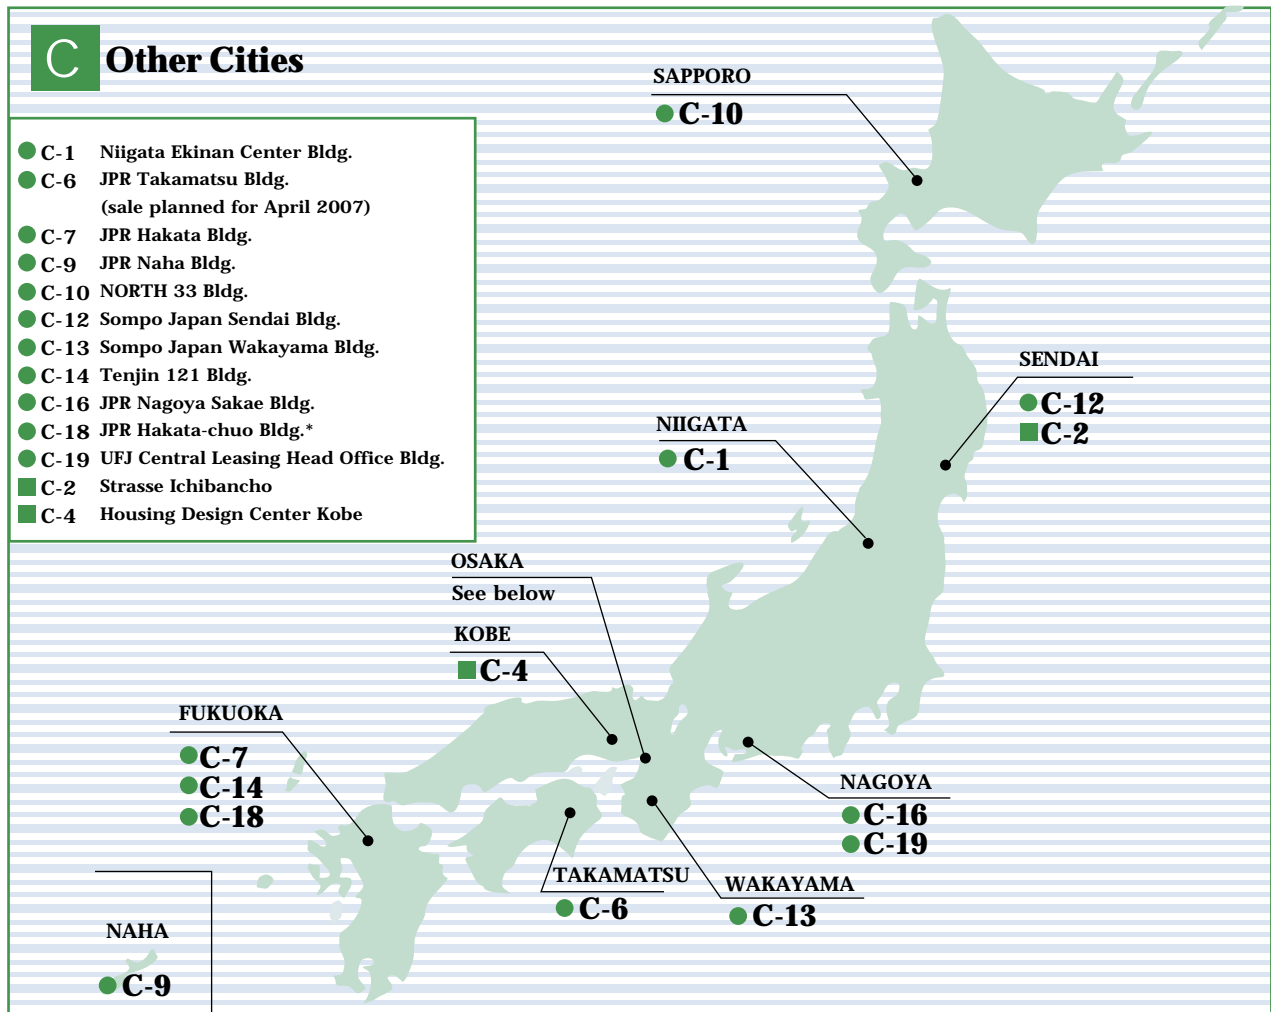 C Other Cities
C-1 Niigata Ekinan Center Bldg.
C-6 JPR Takamatsu Bldg.
(sale planned for April 2007)
C-7 JPR Hakata Bldg.
C-9 JPR Naha Bldg.
C-10 NORTH 33 Bldg.
C-12 Sompo Japan Sendai Bldg.
C-13 Sompo Japan Wakayama Bldg.
C-14 Tenjin 121 Bldg.
C-16 JPR Nagoya Sakae Bldg.
C-18 JPR Hakata-chuo Bldg.*
C-19 UFJ Central Leasing Head Office Bldg.
C-2 Strasse Ichibancho
C-4 Housing Design Center Kobe
SAPPORO
C-10
SENDAI
C-12
C-2
NIIGATA
C-1
OSAKA
See below
KOBE
C-4
FUKUOKA
C-7
C-14
C-18
NAGOYA
C-16
C-19
TAKAMATSU
C-6
WAKAYAMA
C-13
NAHA
C-9